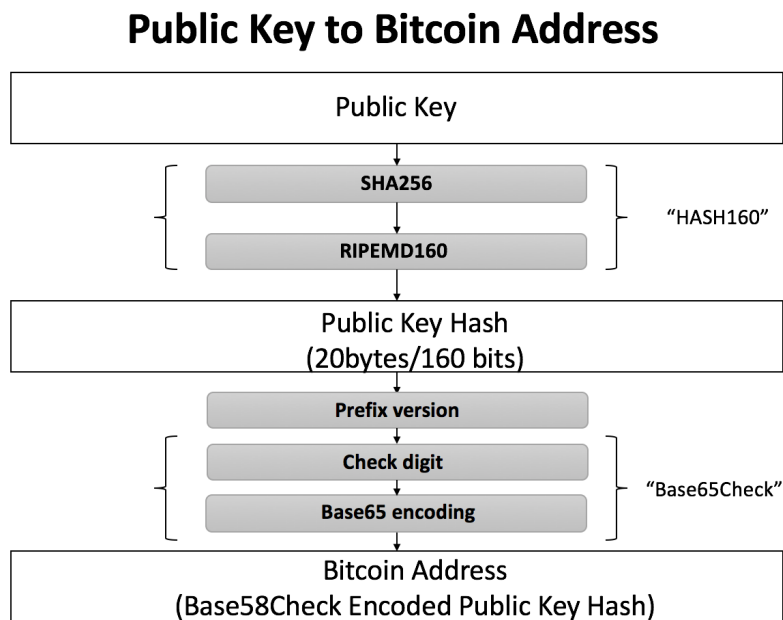 Public Key to Bitcoin Address
Public Key
SHA256
“HASH160”
RIPEMD160
Public Key Hash
(20bytes/160 bits)
Prefix version
Check digit
“Base65Check”
Base65 encoding
Bitcoin Address
(Base58Check Encoded Public Key Hash)